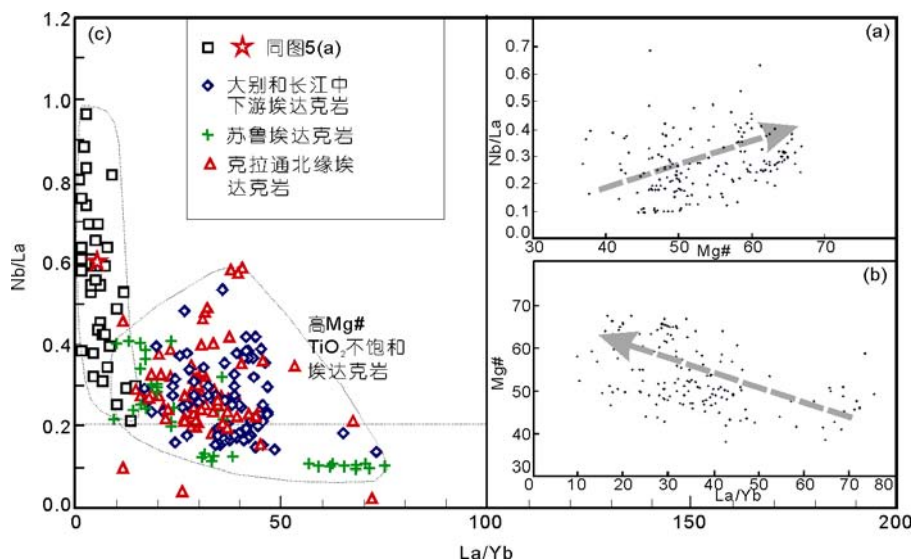 (c)
1.2
1.0
0.8
0.6
0.4
0.2
0.0
Nb/La
同图5(a)
大别和长江中
下游埃达克岩
苏鲁埃达克岩
克拉通北缘埃
达克岩
高Mg#
TiO2不饱和
埃达克岩
0
50
100
150
200
La/Yb
(a)
0.7
0.6
0.5
0.4
0.3
0.2
0.1
0.0
Nb/La
30
50
70
Mg#
(b)
70
60
50
40
30
Mg#
0
10
20
30
40
50
60
70
80
La/Yb